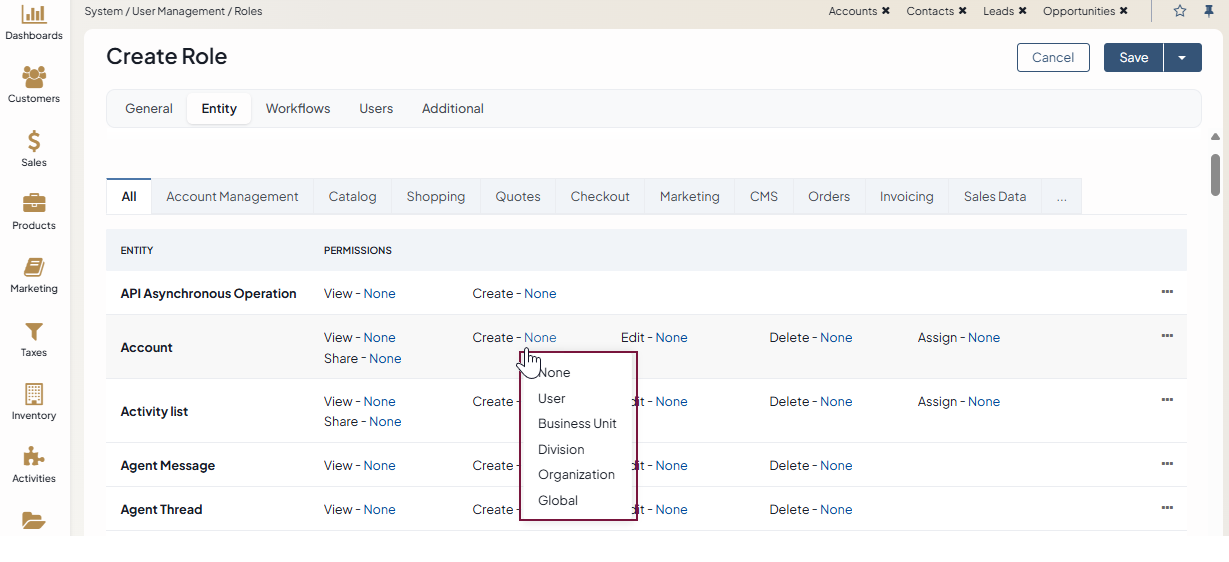 System / User Management / Roles
Accounts ✖ Contacts ✖ Leads ✖ Opportunities ✖
Dashboards
Customers
Sales
Products
Marketing
Taxes
Inventory
Activities
Create Role
Cancel Save
General Entity Workflows Users Additional
All Account Management Catalog Shopping Quotes Checkout Marketing CMS Orders Invoicing Sales Data ...
ENTITY PERMISSIONS
API Asynchronous Operation View - None Create - None
Account View - None Create - None Edit - None Delete - None Assign - None
Share - None
None
User
Business Unit
Division
Organization
Global
Activity list View - None Create - - None Delete - None Assign - None
Share - None
Agent Message View - None Create - - None Delete - None
Agent Thread View - None Create - - None Delete - None